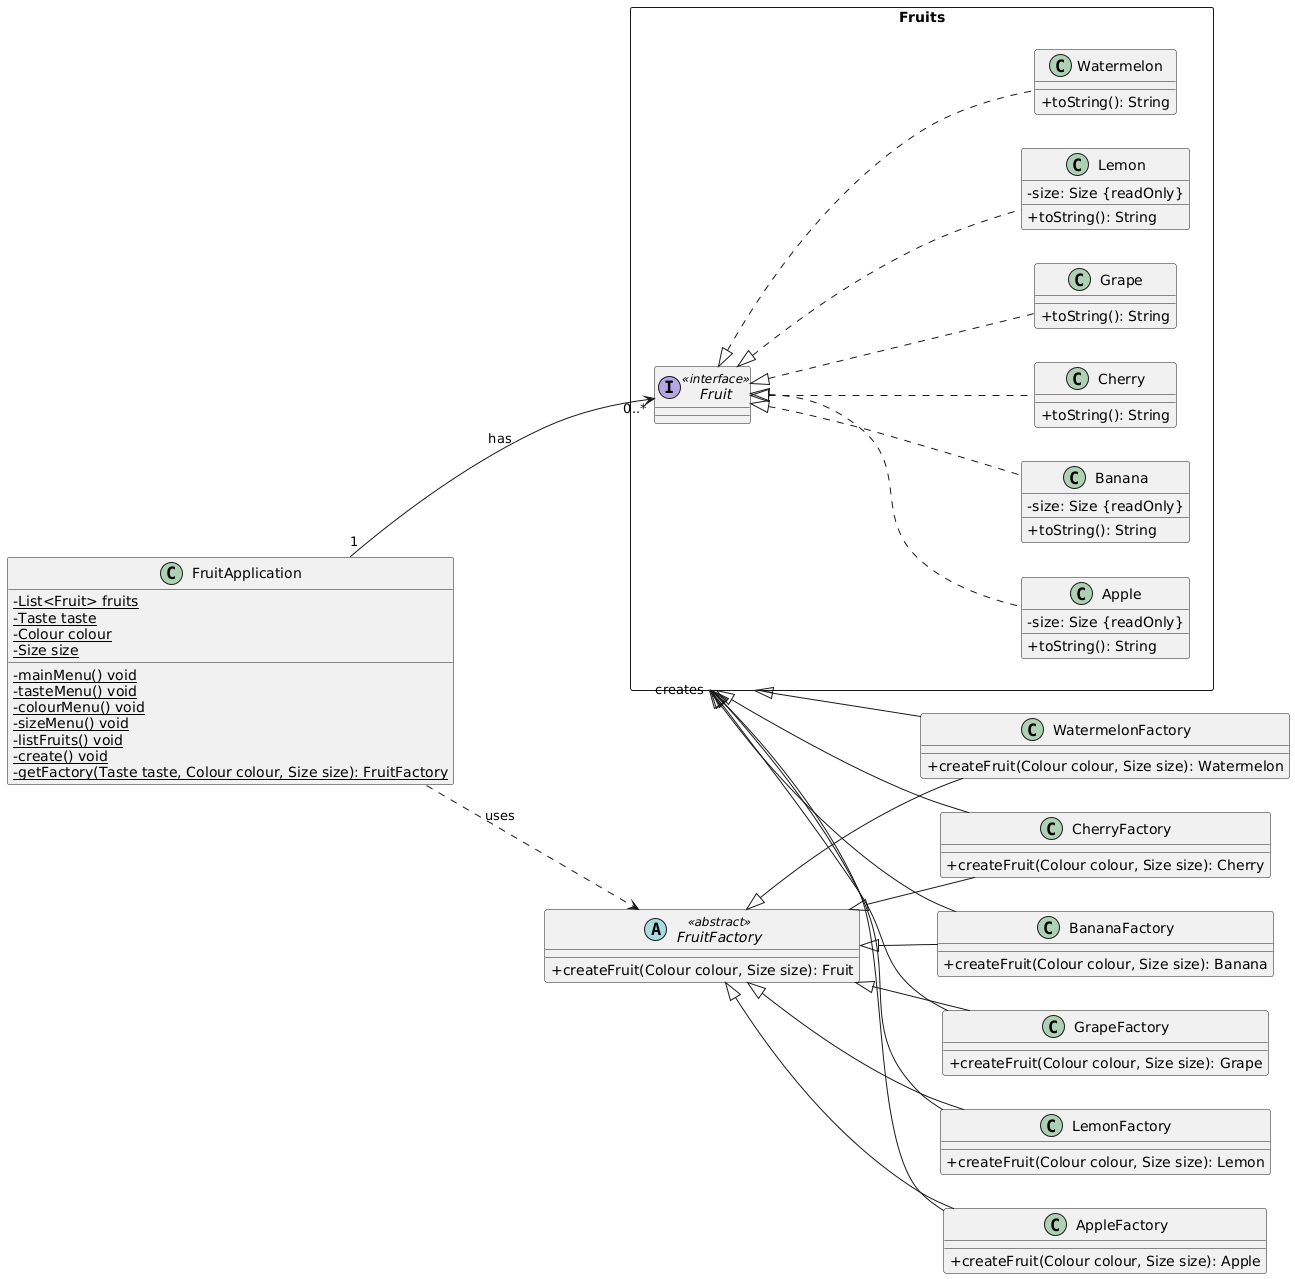 Fruits
C Watermelon
+toString(): String
C Lemon
-size: Size {readOnly}
+toString(): String
C Grape
+toString(): String
I «interface»
Fruit
C Cherry
+toString(): String
0..*
has
C Banana
-size: Size {readOnly}
+toString(): String
1
C FruitApplication
-List<Fruit> fruits
-Taste taste
-Colour colour
-Size size
-mainMenu() void
-tasteMenu() void
-colourMenu() void
-sizeMenu() void
-listFruits() void
-create() void
-getFactory(Taste taste, Colour colour, Size size): FruitFactory
C Apple
-size: Size {readOnly}
+toString(): String
creates
C WatermelonFactory
+createFruit(Colour colour, Size size): Watermelon
uses
C CherryFactory
+createFruit(Colour colour, Size size): Cherry
A «abstract»
FruitFactory
+createFruit(Colour colour, Size size): Fruit
C BananaFactory
+createFruit(Colour colour, Size size): Banana
C GrapeFactory
+createFruit(Colour colour, Size size): Grape
C LemonFactory
+createFruit(Colour colour, Size size): Lemon
C AppleFactory
+createFruit(Colour colour, Size size): Apple